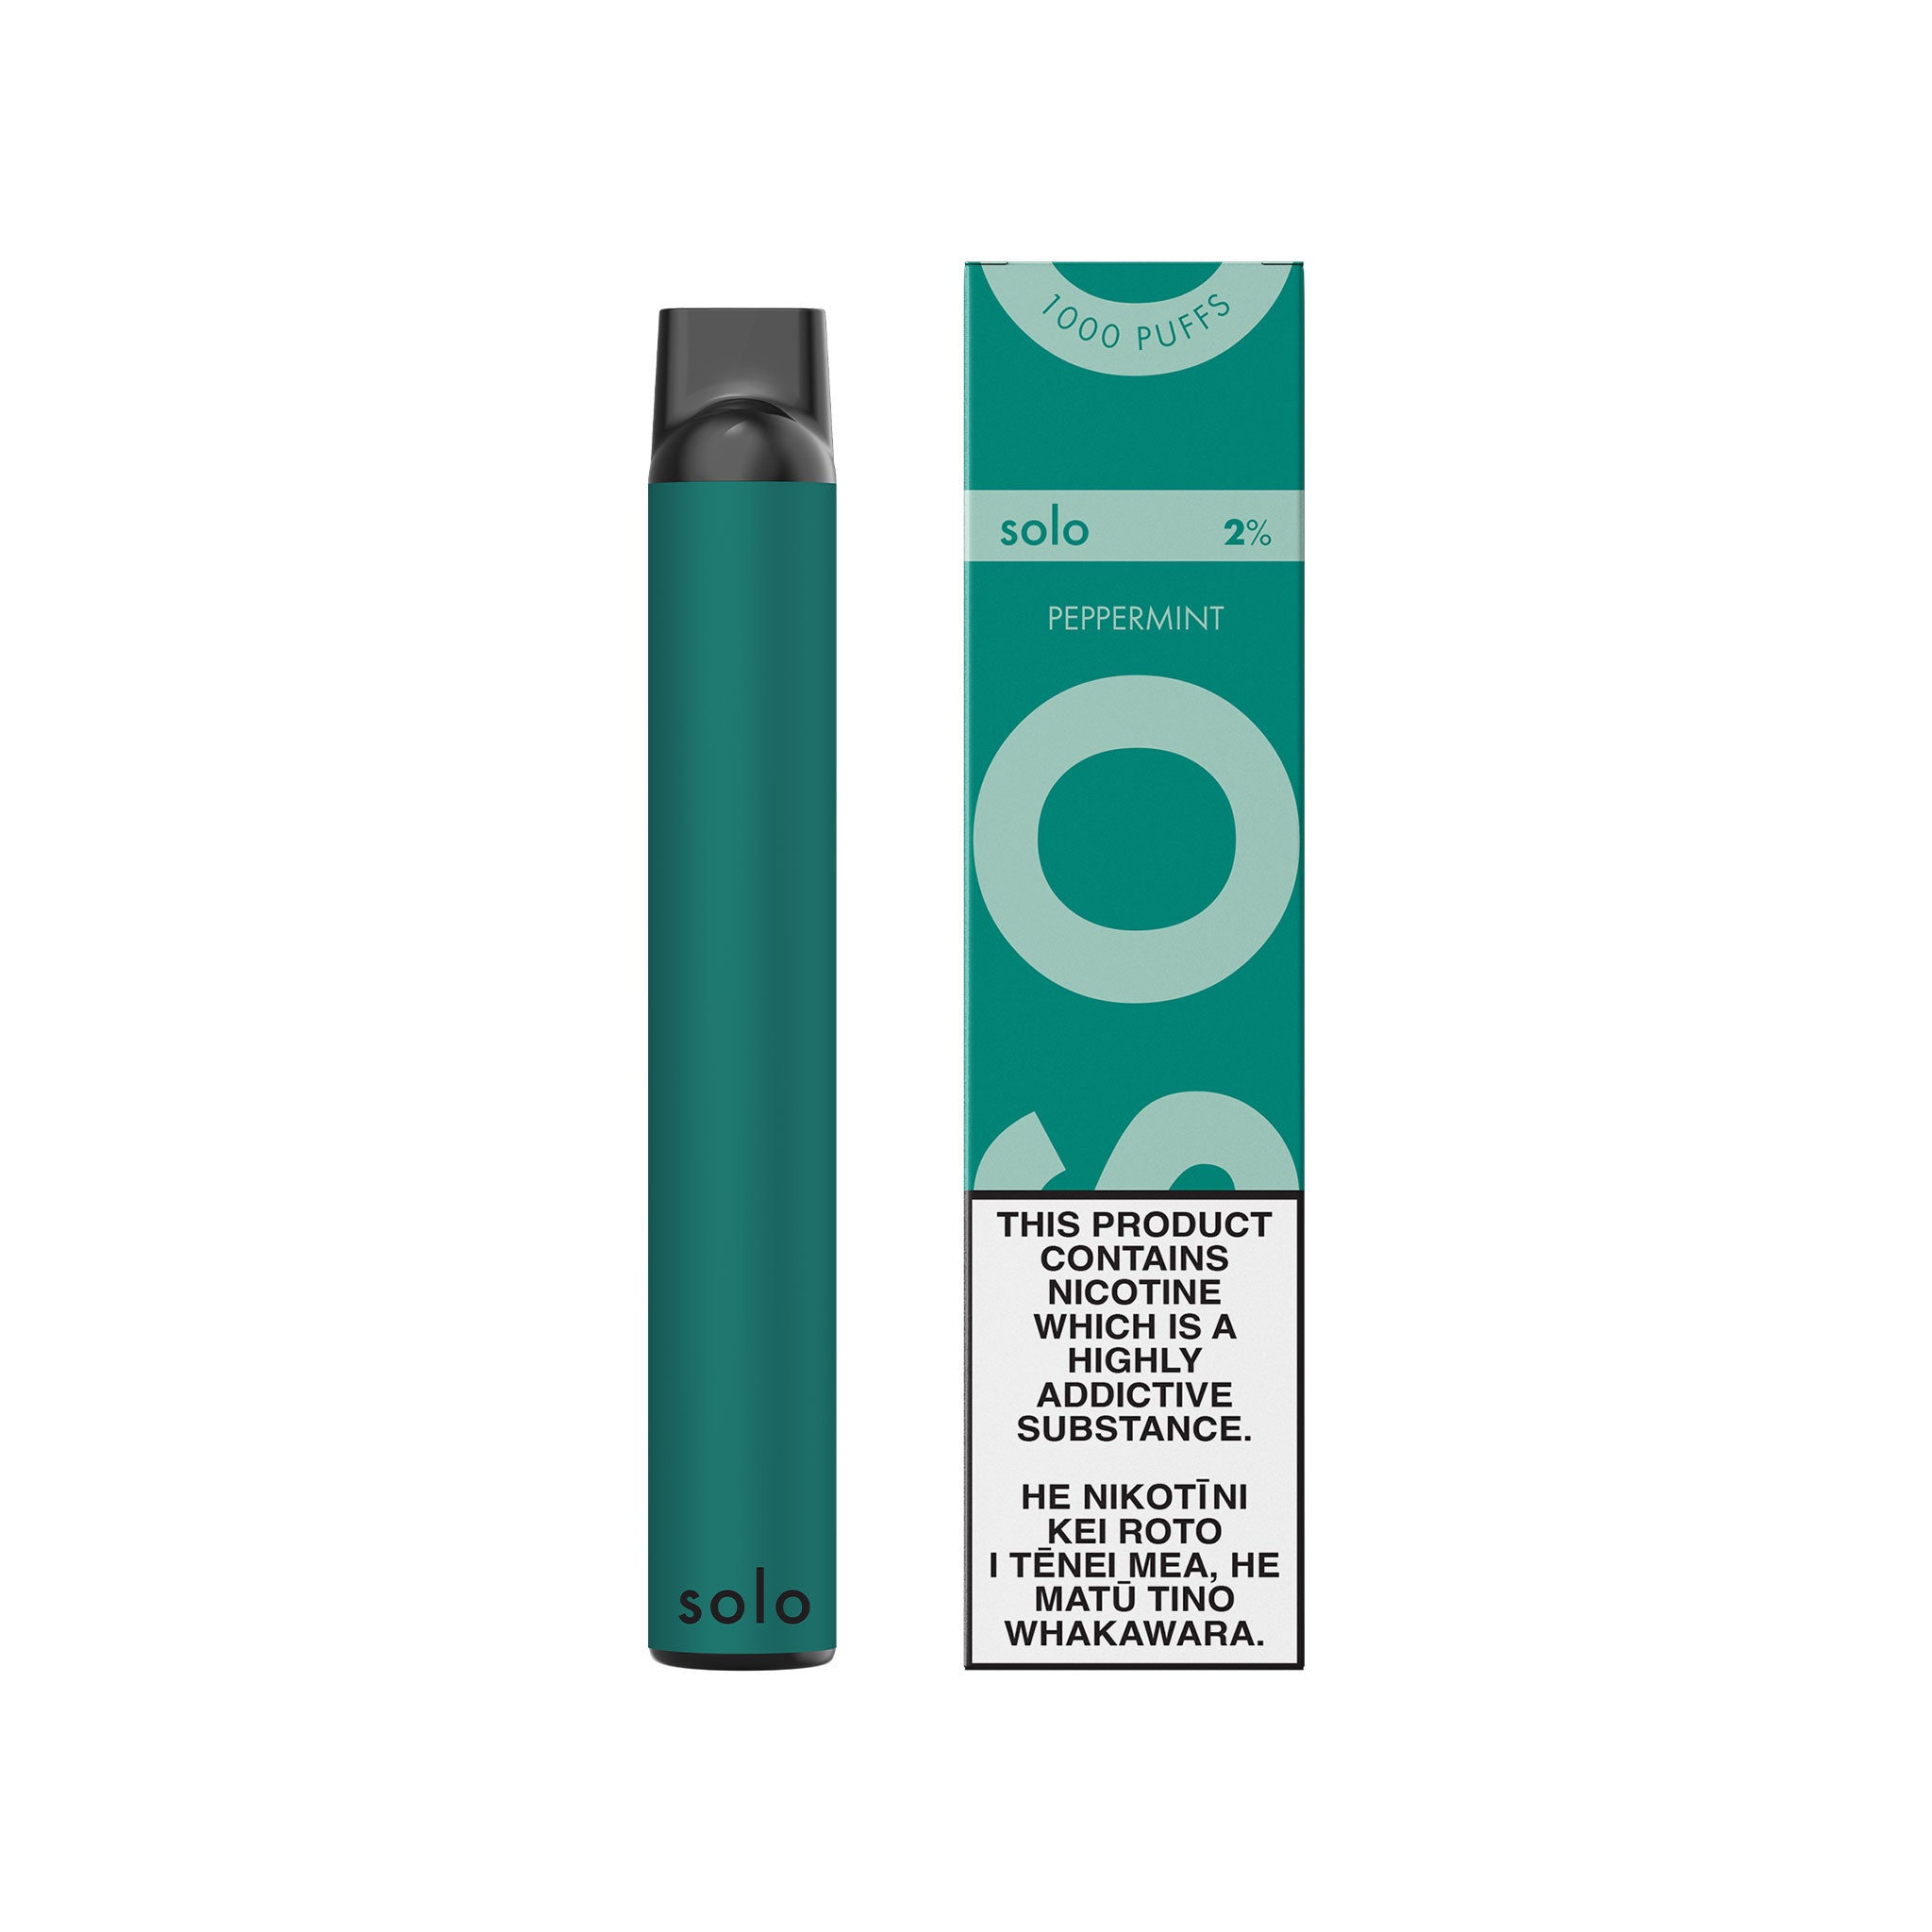 1000 PUFFS
solo 2%
PEPPERMINT
THIS PRODUCT
CONTAINS
NICOTINE
WHICH IS A
HIGHLY
ADDICTIVE
SUBSTANCE.
HE NIKOTĪNI
KEI ROTO
I TĒNEI MEA, HE
MATŪ TINO
WHAKAWARA.
solo